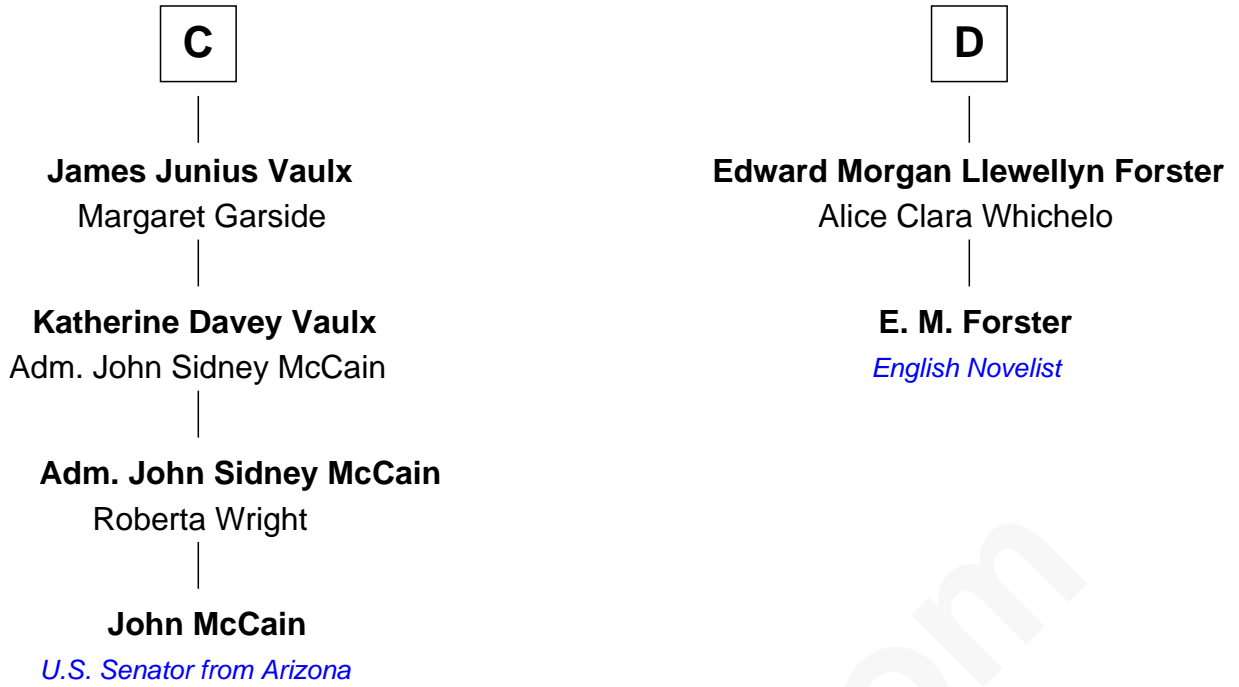 C
James Junius Vaulx
Margaret Garside
Katherine Davey Vaulx
Adm. John Sidney McCain
Adm. John Sidney McCain
Roberta Wright
John McCain
U.S. Senator from Arizona
D
Edward Morgan Llewellyn Forster
Alice Clara Whichelo
E. M. Forster
English Novelist
om